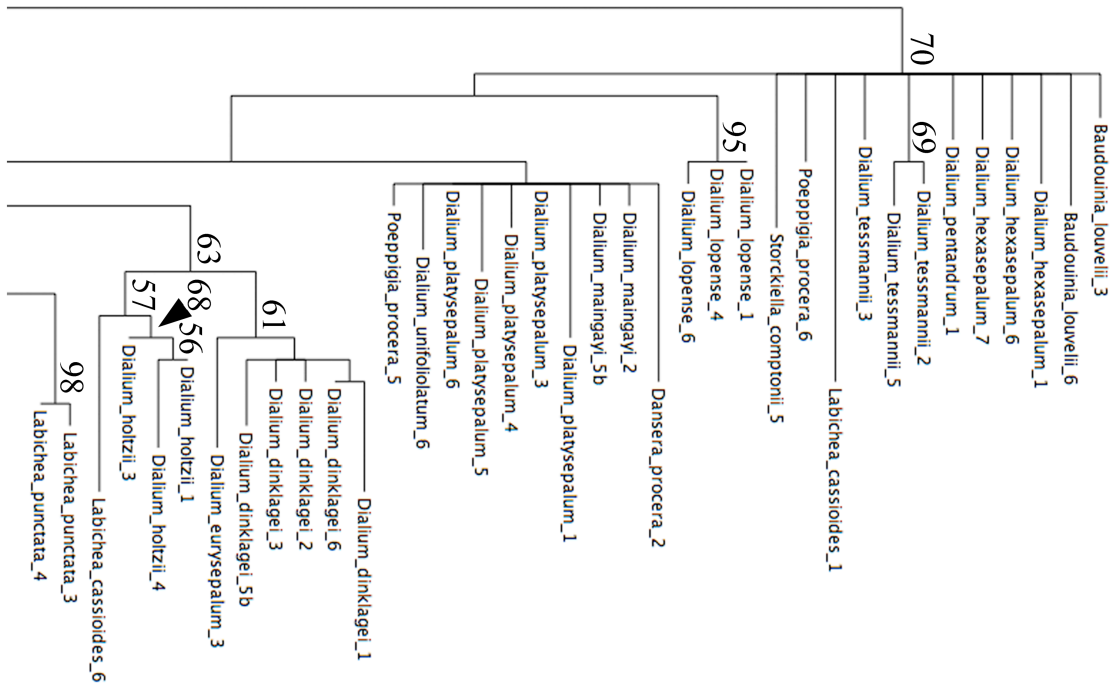 Baudouinia_louvelii_3
Baudouinia_louvelii_6
Dialium_hexasepalum_1
Dialium_hexasepalum_6
Dialium_hexasepalum_7
Dialium_pentandrum_1
Dialium_tessmannii_2
Dialium_tessmannii_5
69
Dialium_tessmannii_3
Labichea_cassioides_1
Poeppigia_procera_6
Storckiella_comptonii_5
70
Dialium_lopense_1
Dialium_lopense_4
Dialium_lopense_6
95
Dansera_procera_2
Dialium_maingayi_2
Dialium_maingayi_5b
Dialium_platysepalum_1
Dialium_platysepalum_3
Dialium_platysepalum_4
Dialium_platysepalum_5
Dialium_platysepalum_6
Dialium_unifoliolatum_6
Poeppigia_procera_5
Dialium_dinklagei_1
Dialium_dinklagei_6
Dialium_dinklagei_2
Dialium_dinklagei_3
Dialium_dinklagei_5b
Dialium_eurysepalum_3
61
63
68
56
57
Dialium_holtzii_1
Dialium_holtzii_4
Dialium_holtzii_3
Labichea_cassioides_6
98
Labichea_punctata_3
Labichea_punctata_4